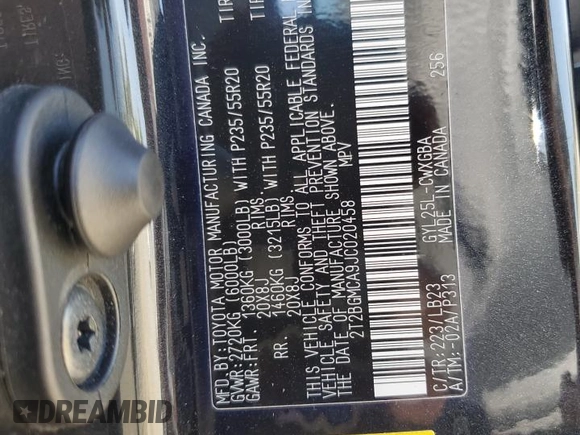 MFD. BY: TOYOTA MOTOR MANUFACTURING CANADA INC.
GVWR: 2720KG (6000LB)
GAWR: FRT. 1360KG (3000LB) WITH P235/55R20
20X8J RIMS,
RR. 1460KG (3215LB) WITH P235/55R20
20X8J RIMS,
THIS VEHICLE CONFORMS TO ALL APPLICABLE FEDERAL
VEHICLE SAFETY AND THEFT PREVENTION STANDARDS IN
THE DATE OF MANUFACTURE SHOWN ABOVE.
2T2BGMCA9JC020458 MPV
256
C/TR: 223/LB23 GYL25L-CWXGBA
A/TM: -02A/P313 MADE IN CANADA
DREAMBID